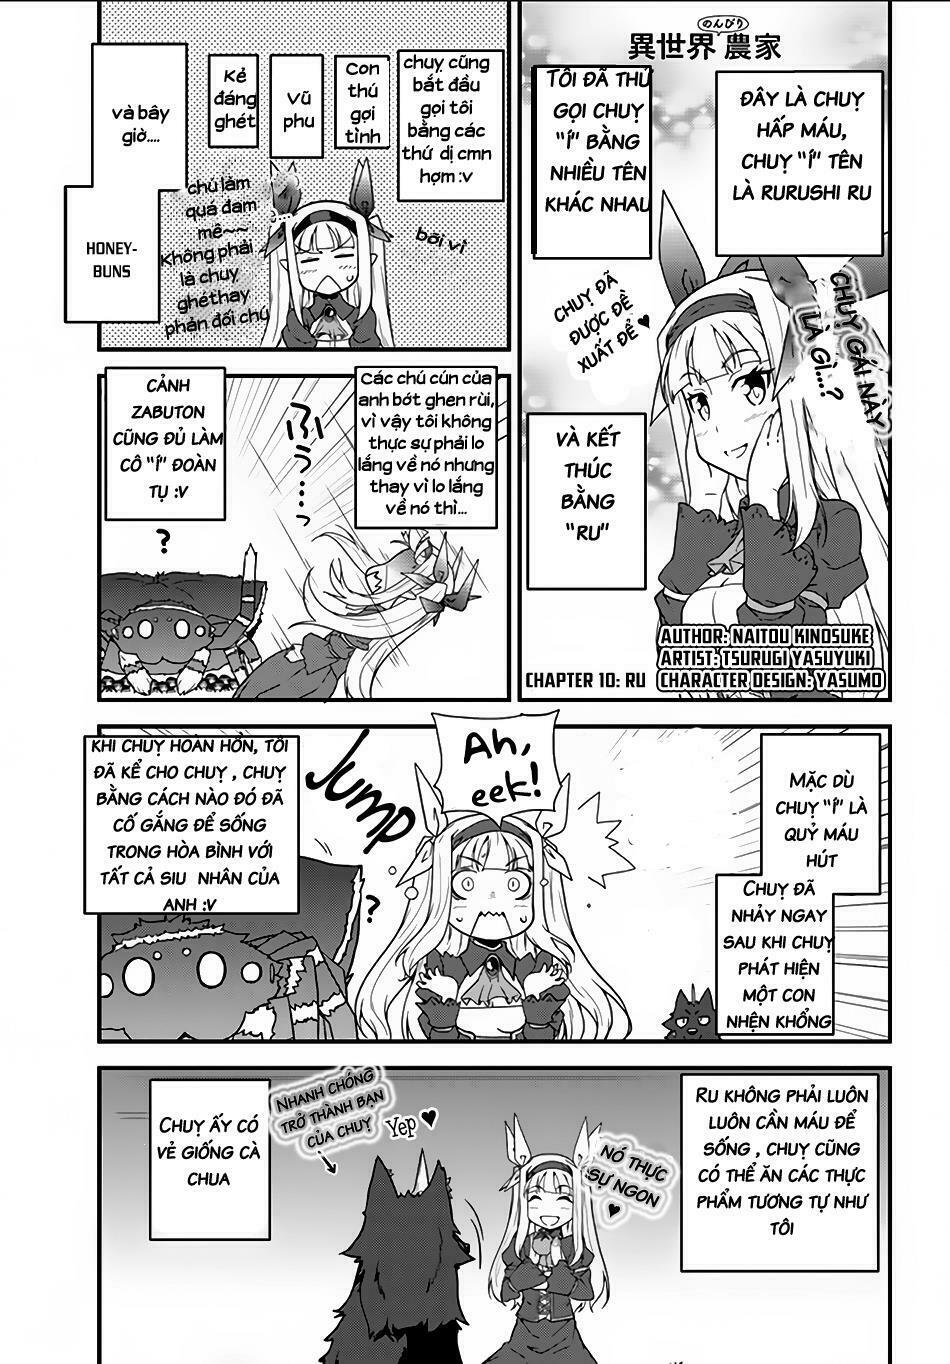 のんびり
異世界 農家
ĐÂY LÀ CHUỴ
HẤP MÁU,
CHUỴ "Í" TÊN
LÀ RURUSHI RU
TÔI ĐÃ THỬ
GỌI CHUỴ
"Í" BẰNG
NHIỀU TÊN
KHÁC NHAU
CHUỴ ĐÃ
ĐƯỢC ĐỀ
XUẤT ĐỂ
CHUỴ GÁI NÀY
LÀ GÌ...?
VÀ KẾT
THÚC BẰNG
"RU"
AUTHOR: NAITOU KINOSUKE
ARTIST: TSURUGI YASUYUKI
CHAPTER 10: RU
CHARACTER DESIGN: YASUMO
chuỵ cũng
bắt đầu
gọi tôi
bằng các
thứ dị cmn
hợm :v
Con
thú
gợi
tình
Vũ
phu
Kẻ
đáng
ghét
và bây
giờ....
HONEY-
BUNS
bởi vì
chú làm
quá đam
mê~~
Không phải
là chuy
ghéthay
phản đối chú
Các chú cún của
anh bớt ghen rùi,
vì vậy tôi không
thực sự phải lo
lắng về nó nhưng
thay vì lo lắng
về nó thì...
ふぅ...
CẢNH
ZABUTON
CŨNG ĐỦ LÀM
CÔ "Í" ĐOÀN
TỤ :V
?
MẶC DÙ
CHUỴ "Í" LÀ
QUỶ MÁU
HÚT
CHUỴ ĐÃ
NHẢY NGAY
SAU KHI CHUỴ
PHÁT HIỆN
MỘT CON
NHỆN KHỔNG
Ah,
eek!
JUMP
?
KHI CHUỴ HOÀN HỒN, TÔI
ĐÃ KỂ CHO CHUỴ , CHUỴ
BẰNG CÁCH NÀO ĐÓ ĐÃ
CỐ GẮNG ĐỂ SỐNG
TRONG HÒA BÌNH VỚI
TẤT CẢ SIU NHÂN CỦA
ANH :V
RU KHÔNG PHẢI LUÔN
LUÔN CẦN MÁU ĐỂ
SỐNG , CHUỴ CŨNG
CÓ THỂ ĂN CÁC THỰC
PHẨM TƯƠNG TỰ NHƯ
TÔI
NÓ THỰC
SỰ NGON
Yep
NHANH CHÓNG
TRỞ THÀNH BẠN
CỦA CHUỴ
CHUỴ ẤY CÓ
VẺ GIỐNG CÀ
CHUA